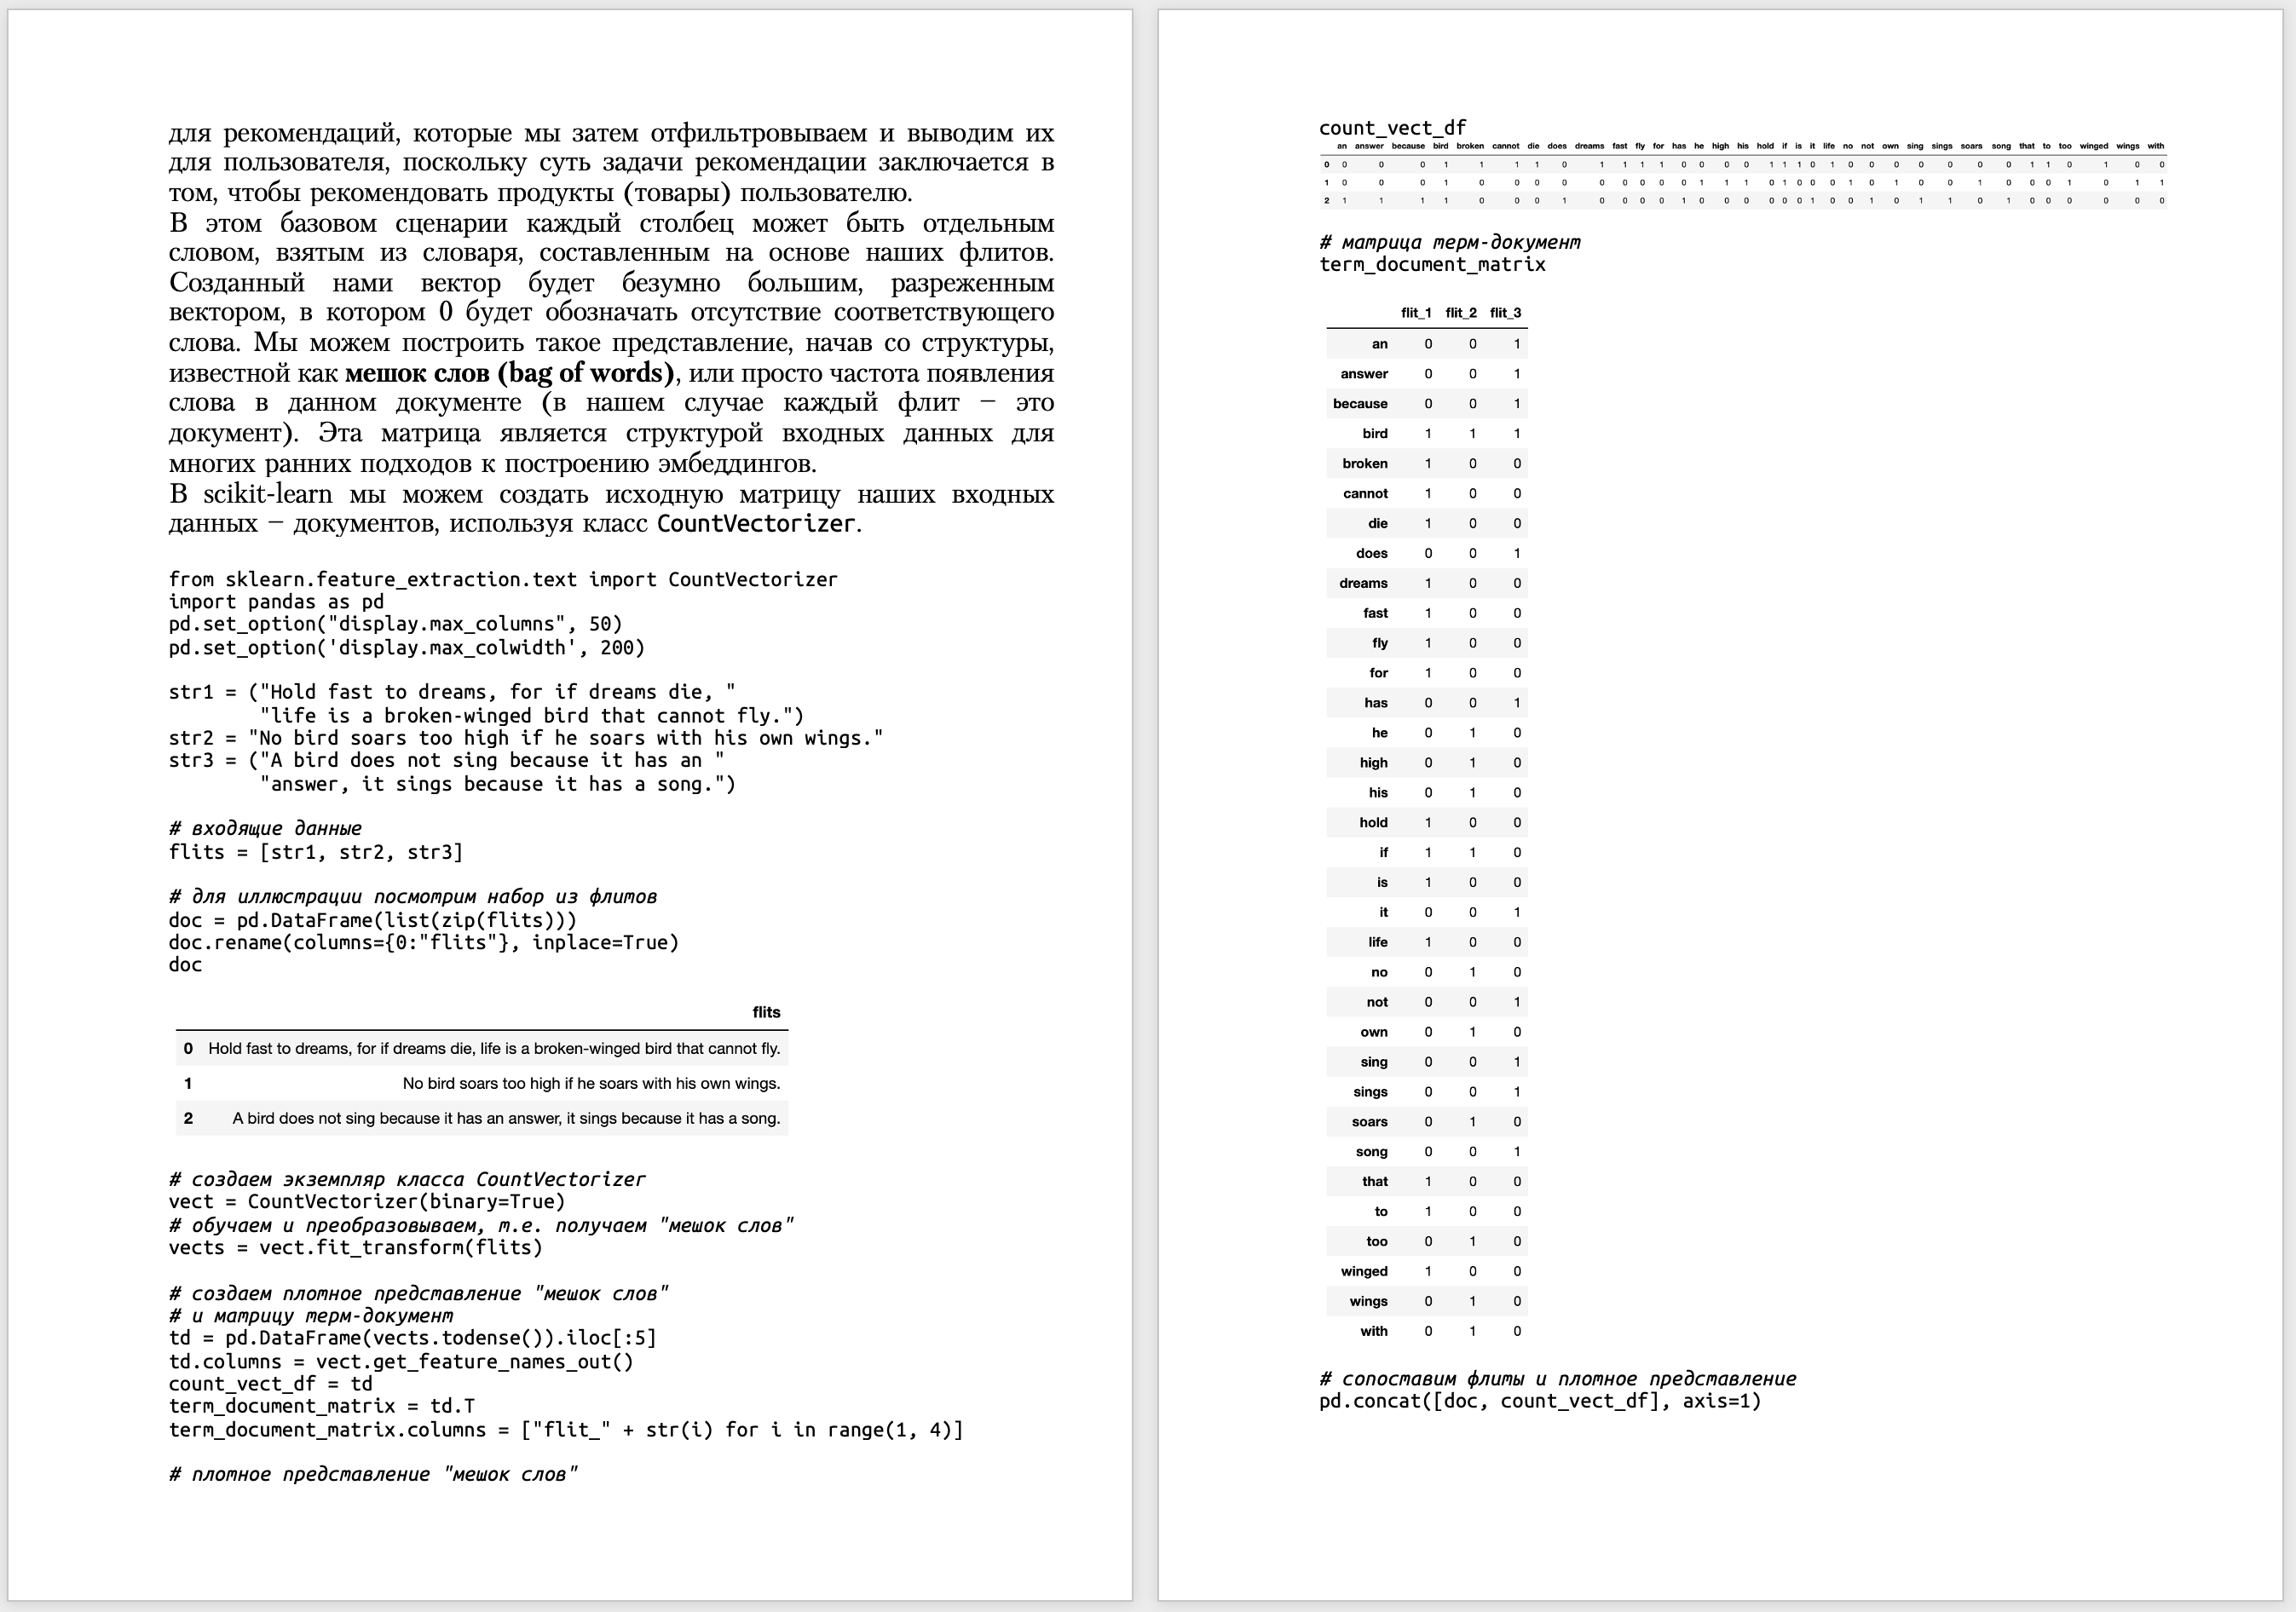 для рекомендаций, которые мы затем отфильтровываем и выводим их
для пользователя, поскольку суть задачи рекомендации заключается в
том, чтобы рекомендовать продукты (товары) пользователю.
В этом базовом сценарии каждый столбец может быть отдельным
словом, взятым из словаря, составленным на основе наших флитов.
Созданный нами вектор будет безумно большим, разреженным
вектором, в котором 0 будет обозначать отсутствие соответствующего
слова. Мы можем построить такое представление, начав со структуры,
известной как мешок слов (bag of words), или просто частота появления
слова в данном документе (в нашем случае каждый флит – это
документ). Эта матрица является структурой входных данных для
многих ранних подходов к построению эмбеддингов.
В scikit-learn мы можем создать исходную матрицу наших входных
данных – документов, используя класс CountVectorizer.
from sklearn.feature_extraction.text import CountVectorizer
import pandas as pd
pd.set_option("display.max_columns", 50)
pd.set_option('display.max_colwidth', 200)
str1 = ("Hold fast to dreams, for if dreams die, "
"life is a broken-winged bird that cannot fly.")
str2 = "No bird soars too high if he soars with his own wings."
str3 = ("A bird does not sing because it has an "
"answer, it sings because it has a song.")
# входящие данные
flits = [str1, str2, str3]
# для иллюстрации посмотрим набор из флитов
doc = pd.DataFrame(list(zip(flits)))
doc.rename(columns={0:"flits"}, inplace=True)
doc
flits
0 Hold fast to dreams, for if dreams die, life is a broken-winged bird that cannot fly.
1 No bird soars too high if he soars with his own wings.
2 A bird does not sing because it has an answer, it sings because it has a song.
# создаем экземпляр класса CountVectorizer
vect = CountVectorizer(binary=True)
# обучаем и преобразовываем, т.е. получаем "мешок слов"
vects = vect.fit_transform(flits)
# создаем плотное представление "мешок слов"
# и матрицу терм-документ
td = pd.DataFrame(vects.todense()).iloc[:5]
td.columns = vect.get_feature_names_out()
count_vect_df = td
term_document_matrix = td.T
term_document_matrix.columns = ["flit_" + str(i) for i in range(1, 4)]
# плотное представление "мешок слов"
count_vect_df
an answer because bird broken cannot die does dreams fast fly for has he high his hold if is it life no not own sing sings soars song that to too winged wings with
0 0 0 0 1 1 1 1 0 1 1 1 1 0 0 0 0 1 1 1 0 1 0 0 0 0 0 0 0 1 1 0 1 0 0
1 0 0 0 1 0 0 0 0 0 0 0 0 0 1 1 1 0 1 0 0 0 1 0 1 0 0 1 0 0 0 1 0 1 1
2 1 1 1 1 0 0 0 1 0 0 0 0 1 0 0 0 0 0 0 1 0 0 1 0 1 1 0 1 0 0 0 0 0 0
# матрица терм-документ
term_document_matrix
flit_1 flit_2 flit_3
an 0 0 1
answer 0 0 1
because 0 0 1
bird 1 1 1
broken 1 0 0
cannot 1 0 0
die 1 0 0
does 0 0 1
dreams 1 0 0
fast 1 0 0
fly 1 0 0
for 1 0 0
has 0 0 1
he 0 1 0
high 0 1 0
his 0 1 0
hold 1 0 0
if 1 1 0
is 1 0 0
it 0 0 1
life 1 0 0
no 0 1 0
not 0 0 1
own 0 1 0
sing 0 0 1
sings 0 0 1
soars 0 1 0
song 0 0 1
that 1 0 0
to 1 0 0
too 0 1 0
winged 1 0 0
wings 0 1 0
with 0 1 0
# сопоставим флиты и плотное представление
pd.concat([doc, count_vect_df], axis=1)